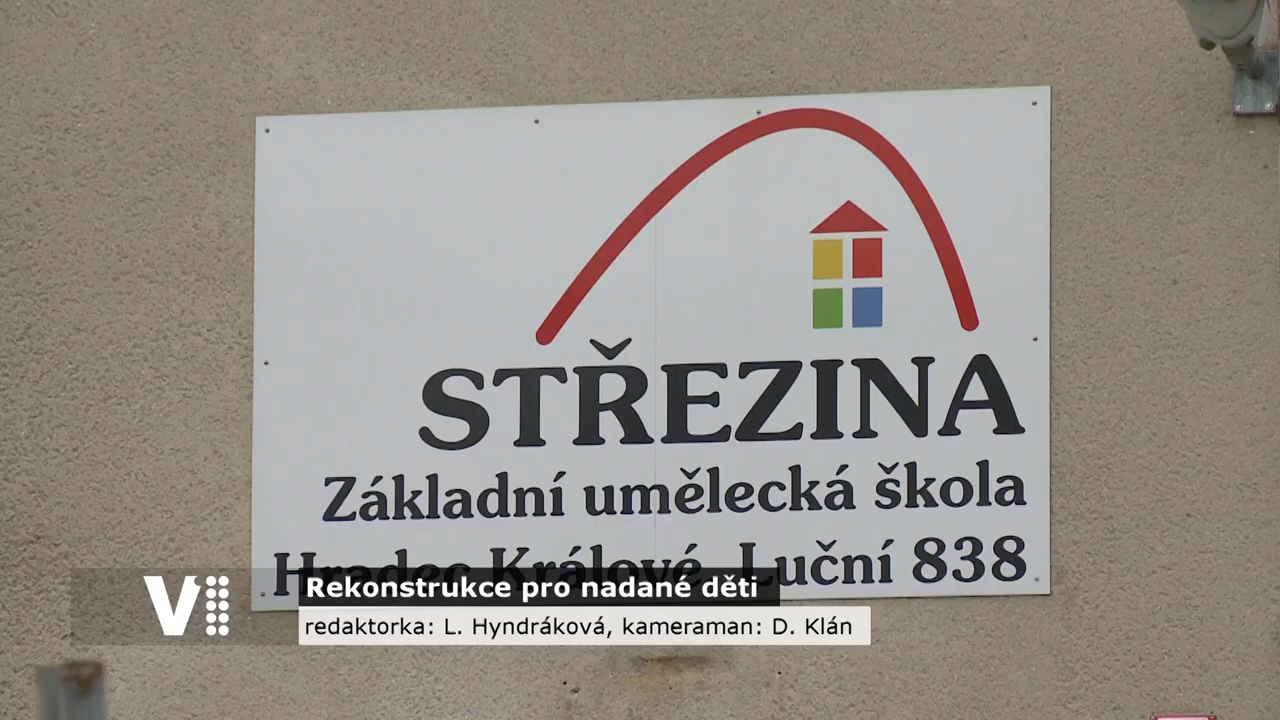 STŘEZINA
Základní umělecká škola
Hradec Králové, Luční 838
V
Rekonstrukce pro nadané děti
redaktorka: L. Hyndráková, kameraman: D. Klán